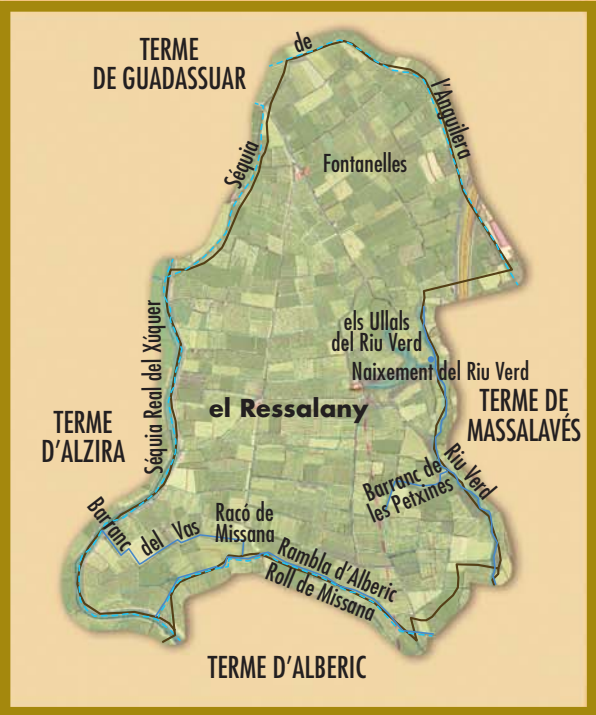 TERME
DE GUADASSUAR
Séquia
de
l'Anguilera
Fontanelles
Séquia Real del Xúquer
els Ullals
del Riu Verd
Naixement del Riu Verd
el Ressalany
TERME DE
MASSALAVÉS
TERME
D'ALZIRA
Riu Verd
Barranc de
les Petxines
Barranc
del Vas
Racó de
Missana
Rambla d'Alberic
Roll de Missana
TERME D'ALBERIC